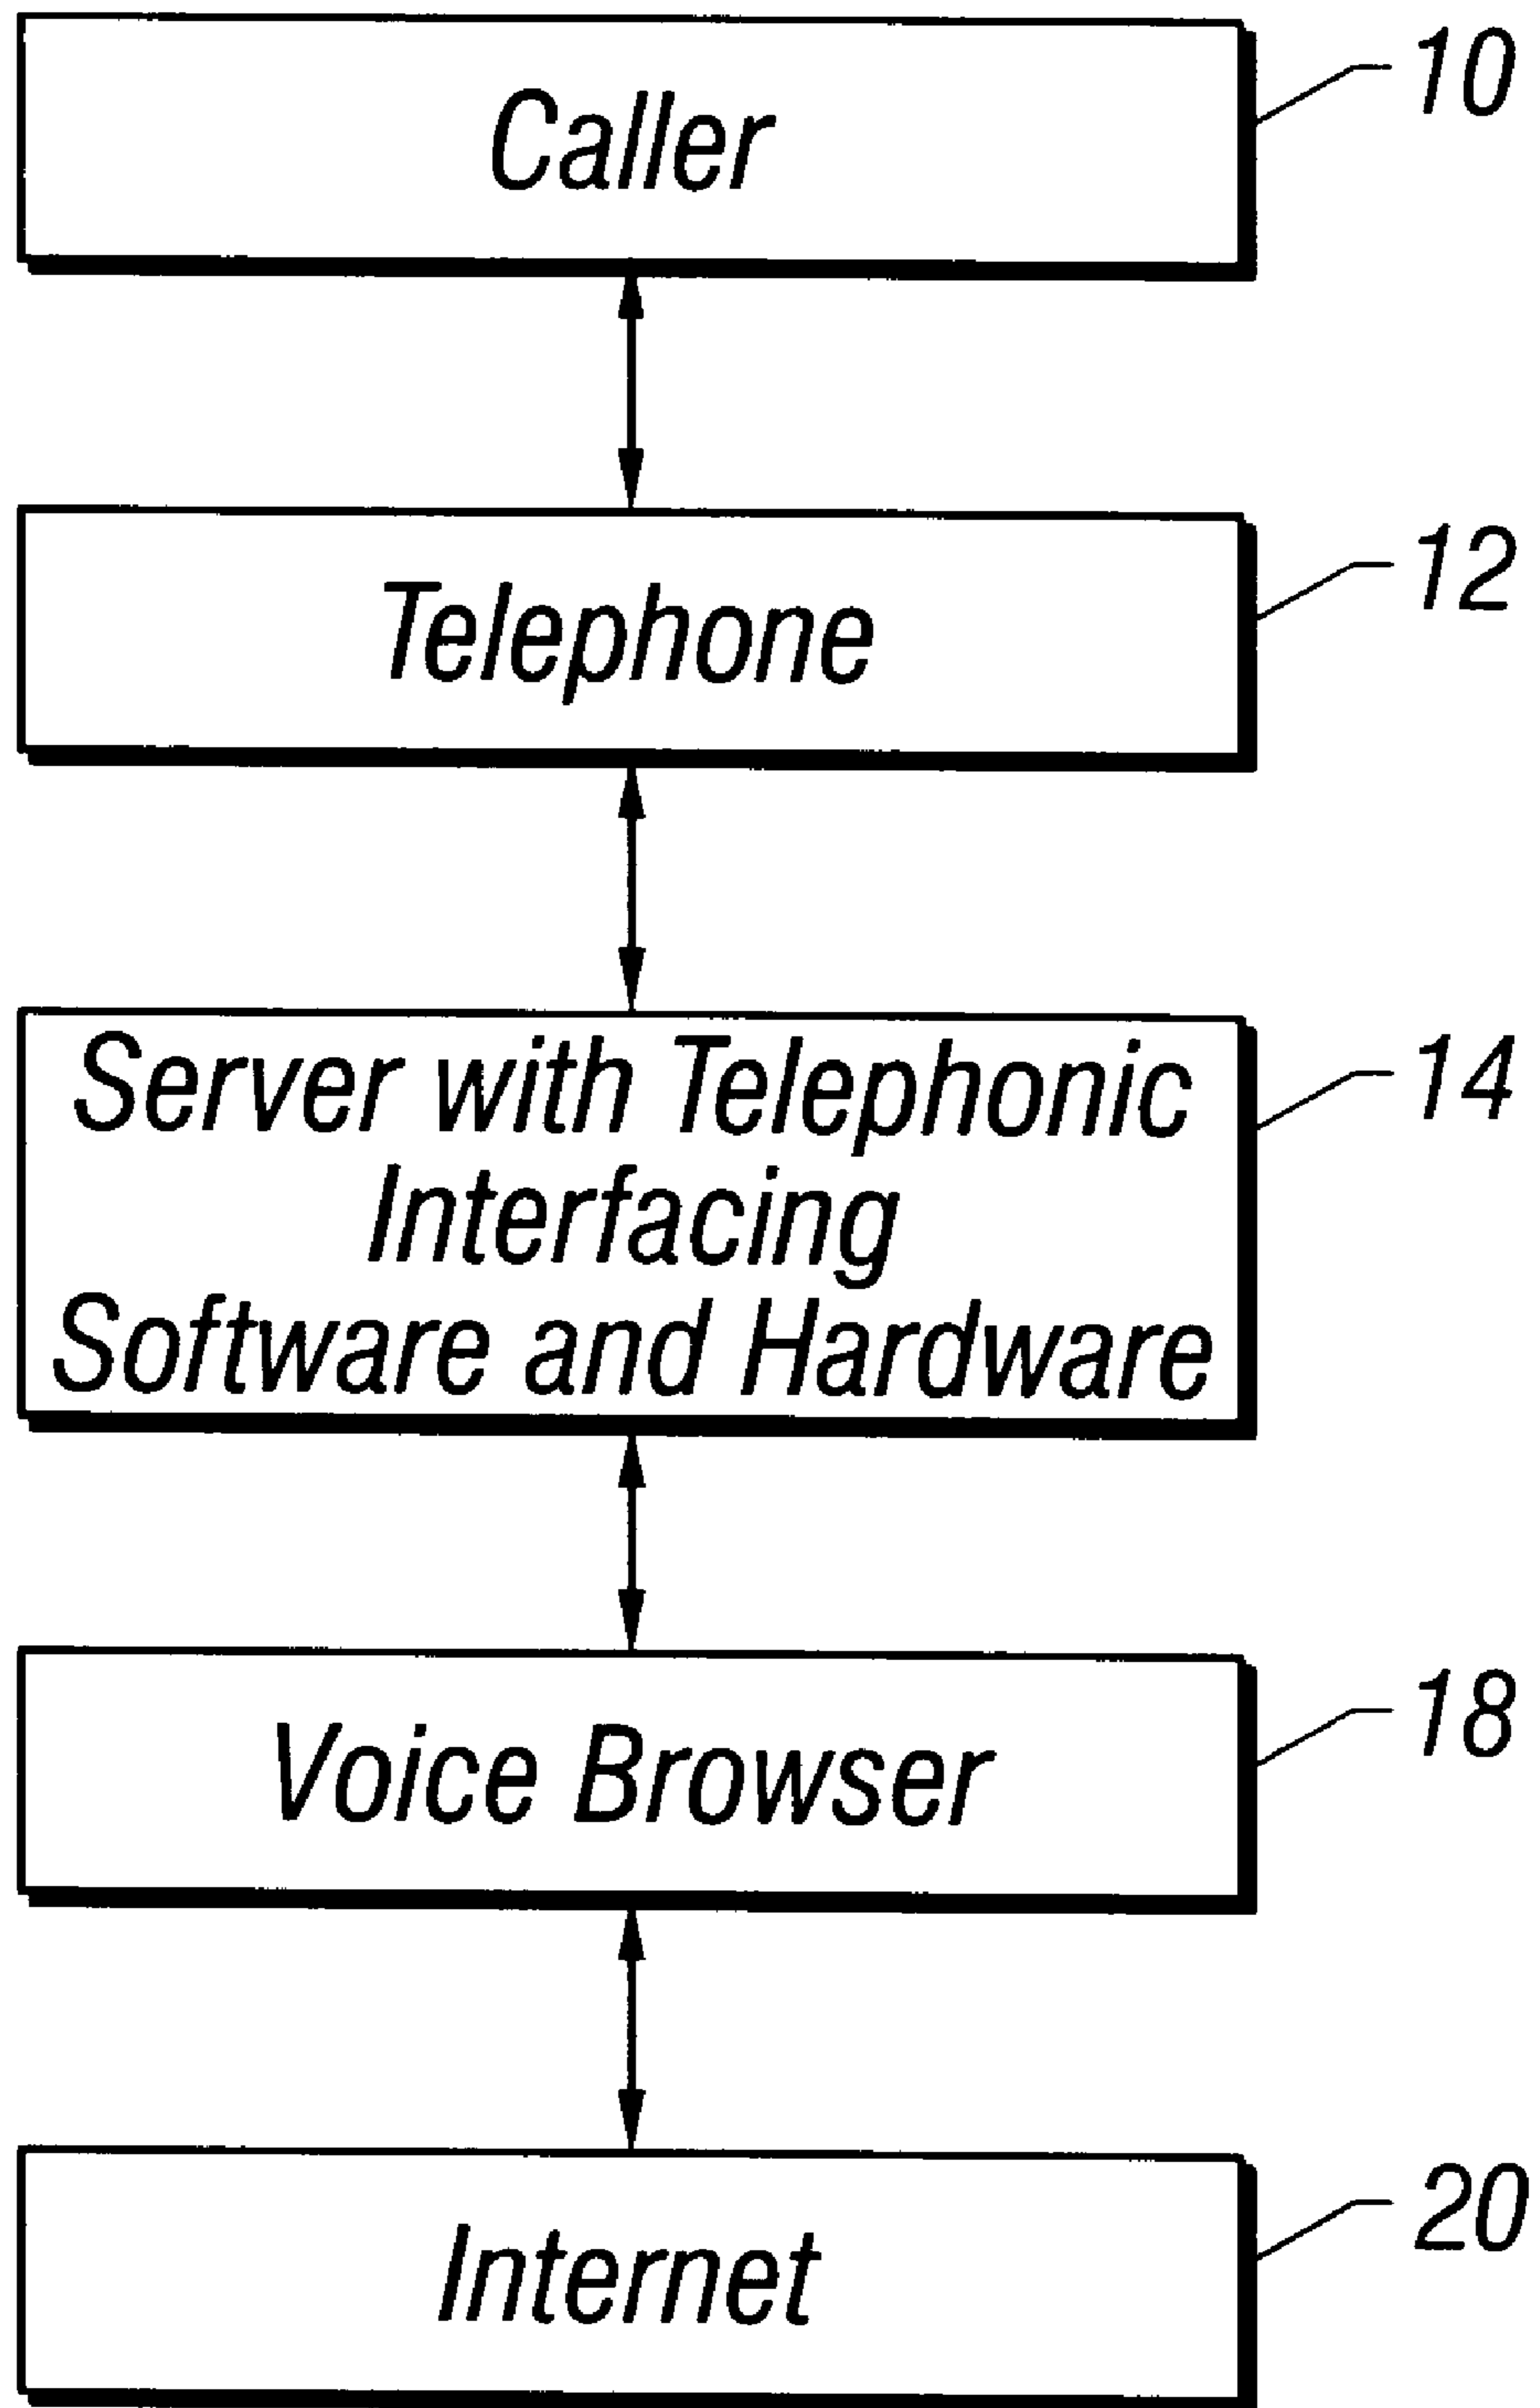 Caller
10
Telephone
12
Server with Telephonic
Interfacing
Software and Hardware
14
Voice Browser
18
Internet
20